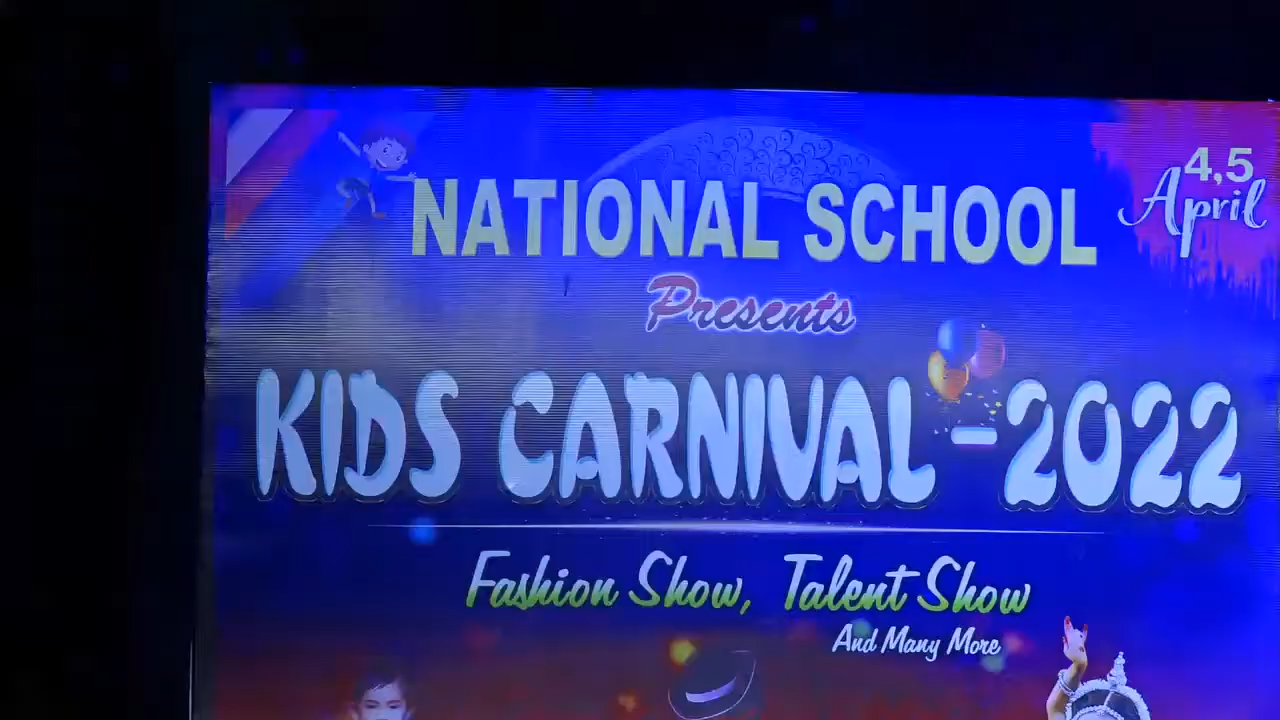 4,5
April
NATIONAL SCHOOL
Presents
KIDS CARNIVAL - 2022
Fashion Show, Talent Show
And Many More